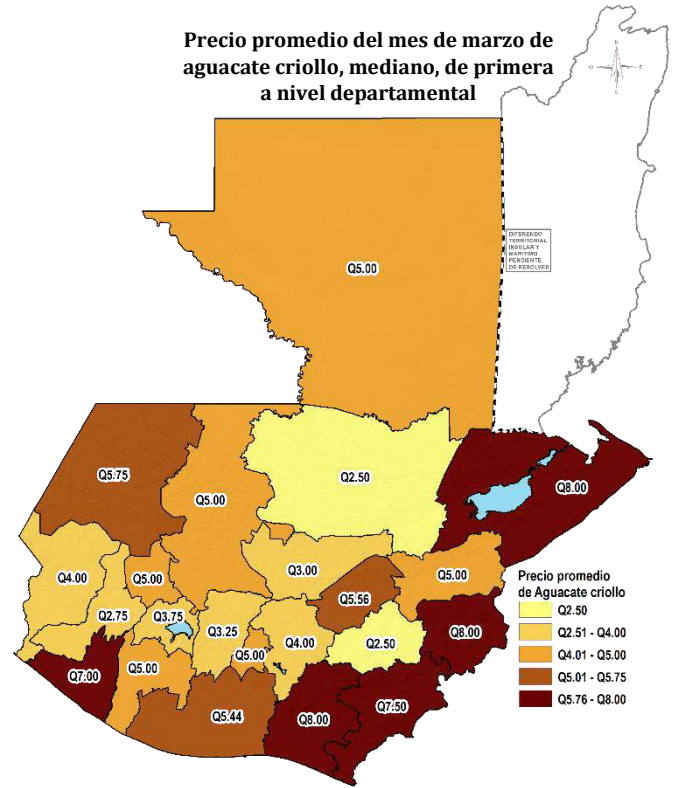 Precio promedio del mes de marzo de
aguacate criollo, mediano, de primera
a nivel departamental
N
O
E
S
DIFERENDO
TERRITORIAL
INSULAR Y
MARITIMO
PENDIENTE
DE RESOLVER
Q5.00
Q5.75
Q5.00
Q2.50
Q8.00
Q4.00
Q5.00
Q3.00
Q5.56
Q5.00
Q2.75
Q3.75
Q3.25
Q5.00
Q4.00
Q2.50
Q8.00
Q7:00
Q5.00
Q5.44
Q8.00
Q7:50
Precio promedio
de Aguacate criollo
Q2.50
Q2.51 - Q4.00
Q4.01 - Q5.00
Q5.01 - Q5.75
Q5.76 - Q8.00